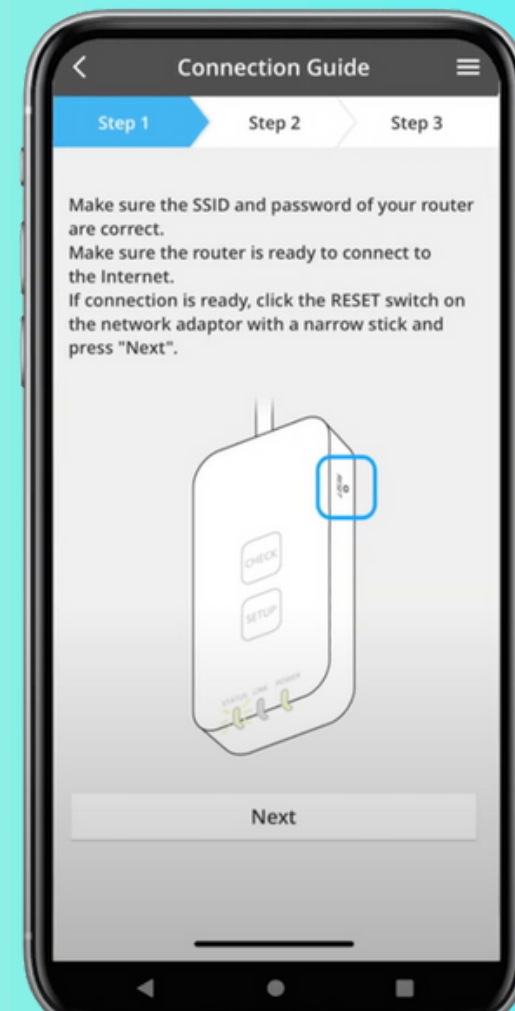 Connection Guide
Step 1
Step 2
Step 3
Make sure the SSID and password of your router
are correct.
Make sure the router is ready to connect to
the Internet.
If connection is ready, click the RESET switch on
the network adaptor with a narrow stick and
press "Next".
RESET
CHECK
SETUP
STATUS LINK POWER
Next